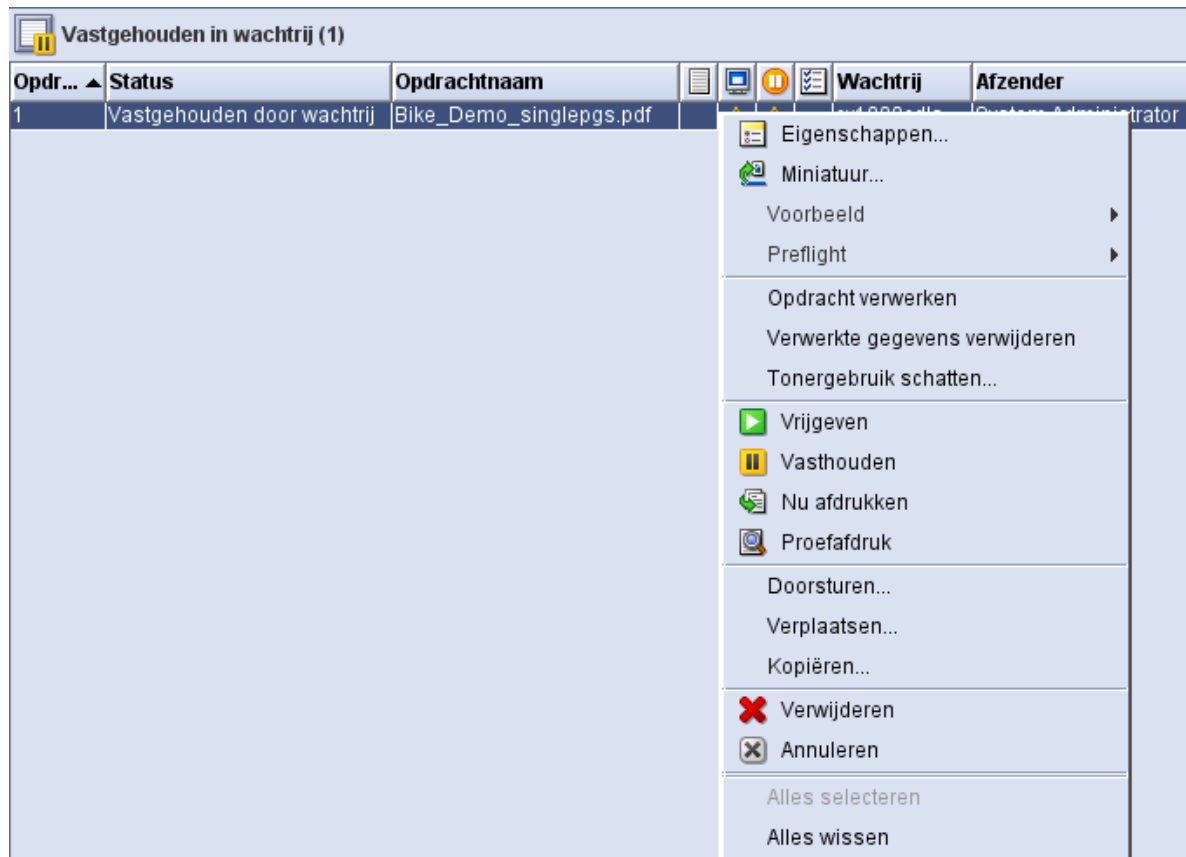 Vastgehouden in wachtrij (1)
Opdr... Status Opdrachtnaam Wachtrij Afzender
1 Vastgehouden door wachtrij Bike_Demo_singlepgs.pdf System Administrator
Eigenschappen...
Miniatuur...
Voorbeeld
Preflight
Opdracht verwerken
Verwerkte gegevens verwijderen
Tonergebruik schatten...
Vrijgeven
Vasthouden
Nu afdrukken
Proefafdruk
Doorsturen...
Verplaatsen...
Kopiëren...
Verwijderen
Annuleren
Alles selecteren
Alles wissen